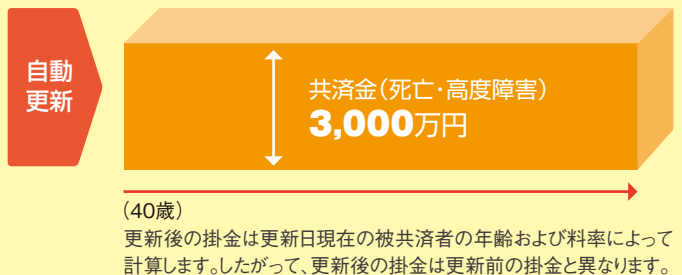 自動
更新
共済金(死亡・高度障害)
3,000万円
(40歳)
更新後の掛金は更新日現在の被共済者の年齢および料率によって
計算します。したがって、更新後の掛金は更新前の掛金と異なります。